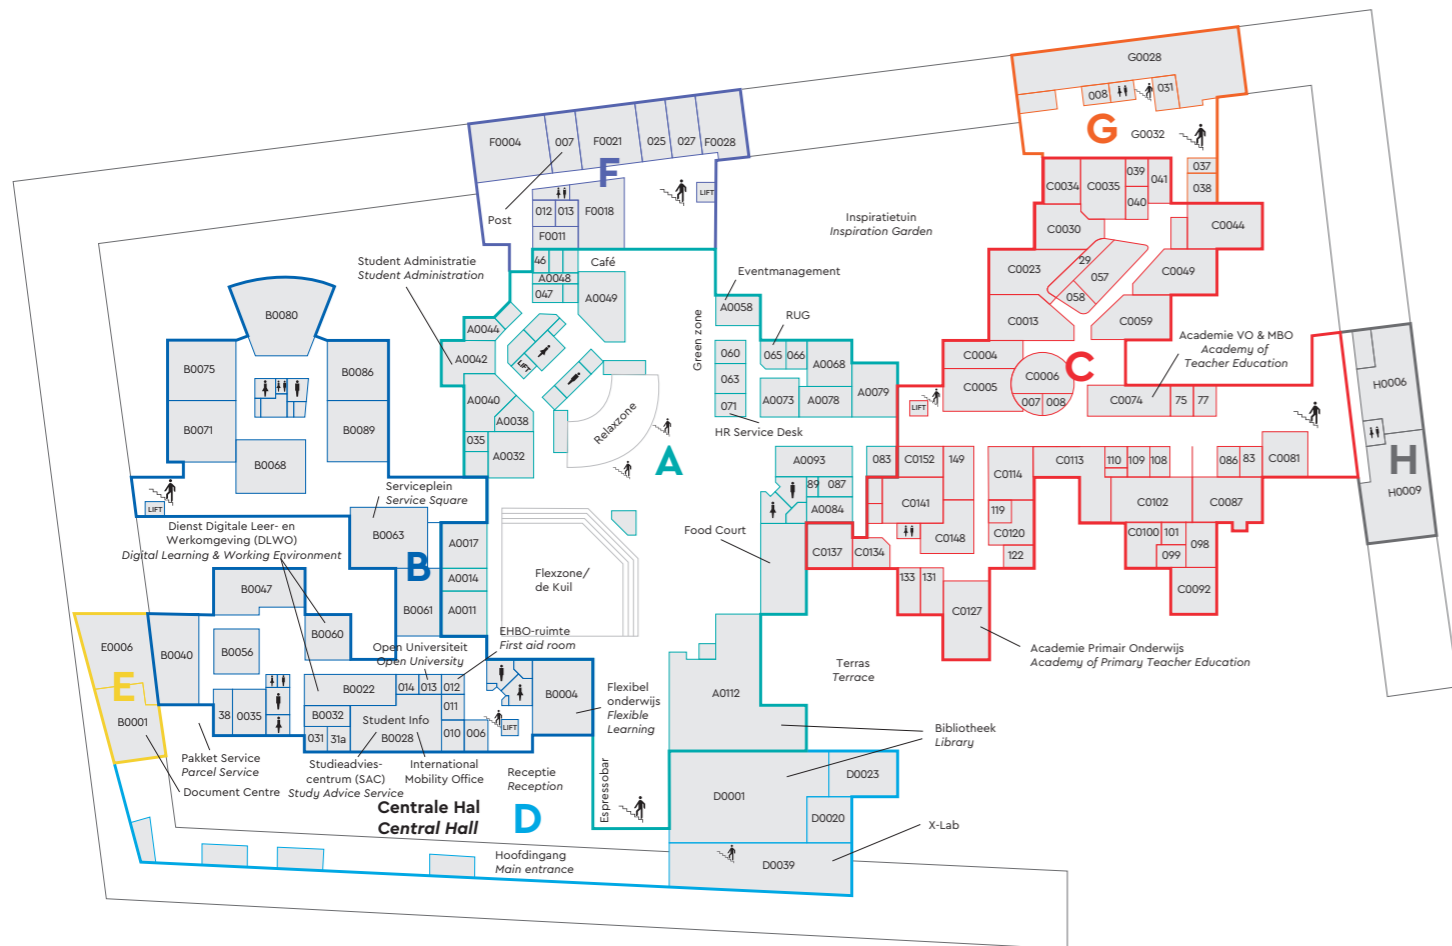 G0028
008
031
G
G0032
037
038
F0004
007
F0021
025
027
F0028
F
LIFT
012
013
F0018
F0011
Post
C0034
C0035
039
040
041
C0030
C0044
C0023
29
057
058
C0049
C0013
C0059
Inspiratietuin
Inspiration Garden
Student Administratie
Student Administration
46
A0048
047
Café
A0049
Eventmanagement
A0058
RUG
Green zone
060
063
071
065
066
A0068
A0073
A0078
A0079
HR Service Desk
A0044
A0042
A0040
A0038
035
A0032
LIFT
Relaxzone
A
B0080
B0075
B0086
B0071
B0089
B0068
LIFT
Academie VO & MBO
Academy of
Teacher Education
C0004
C0005
C0006
007
008
C
LIFT
C0074
75
77
H0006
H
H0009
Serviceplein
Service Square
Dienst Digitale Leer- en
Werkomgeving (DLWO)
Digital Learning & Working Environment
B0063
B
A0017
A0014
A0011
B0061
Flexzone/
de Kuil
A0093
89
087
A0084
083
Food Court
C0152
149
C0141
C0148
C0137
C0134
133
131
C0127
C0114
119
C0120
122
C0113
110
109
108
C0102
086
83
C0081
C0087
C0100
101
099
098
C0092
Academie Primair Onderwijs
Academy of Primary Teacher Education
Terras
Terrace
B0047
B0060
B0056
E0006
E
B0001
B0040
38
0035
B0022
B0032
031
31a
Student Info
B0028
014
013
012
011
010
006
LIFT
B0004
Open Universiteit
Open University
EHBO-ruimte
First aid room
Flexibel
onderwijs
Flexible
Learning
Pakket Service
Parcel Service
Document Centre
Studieadvies-
centrum (SAC)
Study Advice Service
International
Mobility Office
Receptie
Reception
Centrale Hal
Central Hall
D
Espressobar
Hoofdingang
Main entrance
A0112
Bibliotheek
Library
D0001
D0023
D0020
D0039
X-Lab